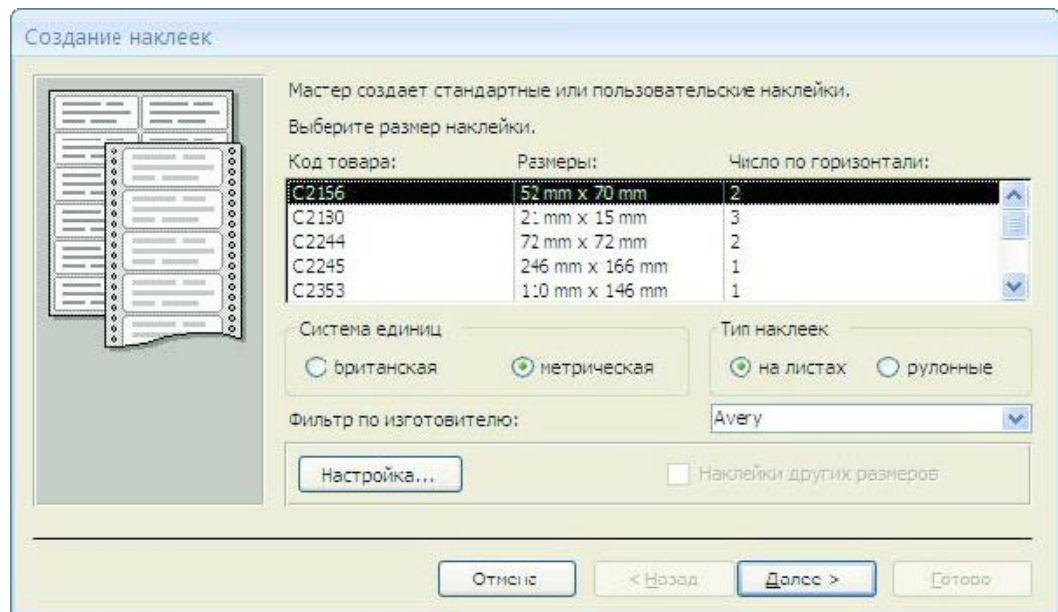 Создание наклеек
Мастер создает стандартные или пользовательские наклейки.
Выберите размер наклейки.
Код товара: Размеры: Число по горизонтали:
C2156 52 mm x 70 mm 2
C2180 21 mm x 15 mm 3
C2244 72 mm x 72 mm 2
C2245 246 mm x 166 mm 1
C2353 110 mm x 146 mm 1
Система единиц Тип наклеек
британская метрическая на листах рулонные
Фильтр по изготовителю: Avery
Настройка... Наклейки других размеров
Отмена < Назад Далее > Готово